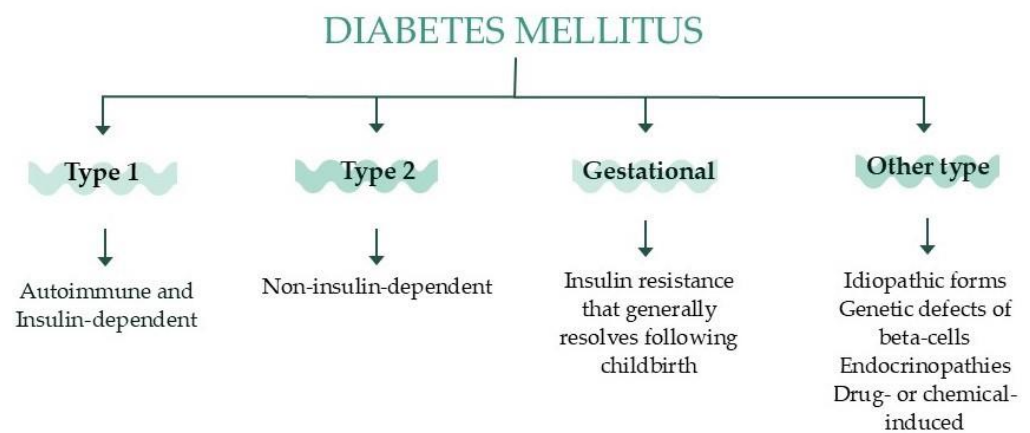 DIABETES MELLITUS
Type 1
Type 2
Gestational
Other type
Autoimmune and
Insulin-dependent
Non-insulin-dependent
Insulin resistance
that generally
resolves following
childbirth
Idiopathic forms
Genetic defects of
beta-cells
Endocrinopathies
Drug- or chemical-
induced